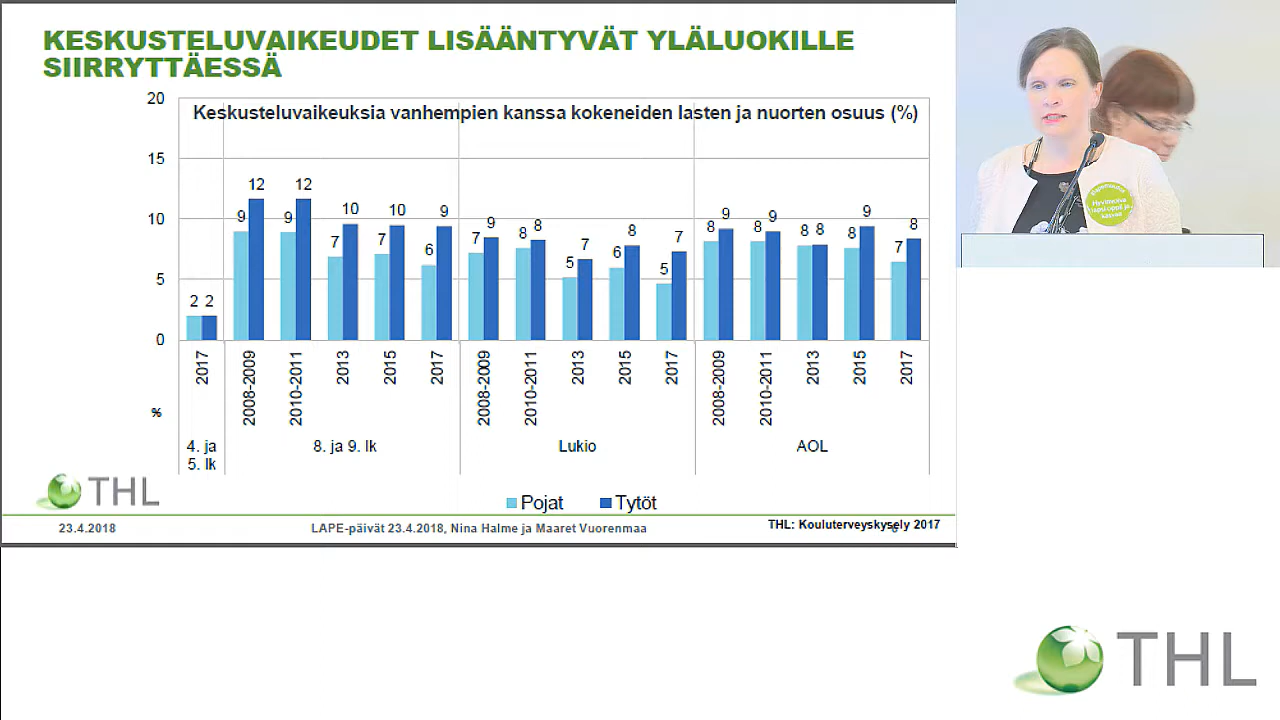 KESKUSTELUVAIKEUDET LISÄÄNTYVÄT YLÄLUOKILLE
SIIRRYTTÄESSÄ
Keskusteluvaikeuksia vanhempien kanssa kokeneiden lasten ja nuorten osuus (%)
20
15
10
5
0
%
2 2
9 12
9 12
7 10
7 10
6 9
7 9
8 8
5 7
6 8
5 7
8 9
8 9
8 8
8 9
7 8
2017
2008-2009
2010-2011
2013
2015
2017
2008-2009
2010-2011
2013
2015
2017
2008-2009
2010-2011
2013
2015
2017
4. ja
5. lk
8. ja 9. lk
Lukio
AOL
Pojat
Tytöt
THL
23.4.2018
LAPE-päivät 23.4.2018, Nina Halme ja Maaret Vuorenmaa
THL: Kouluterveyskysely 2017
THL